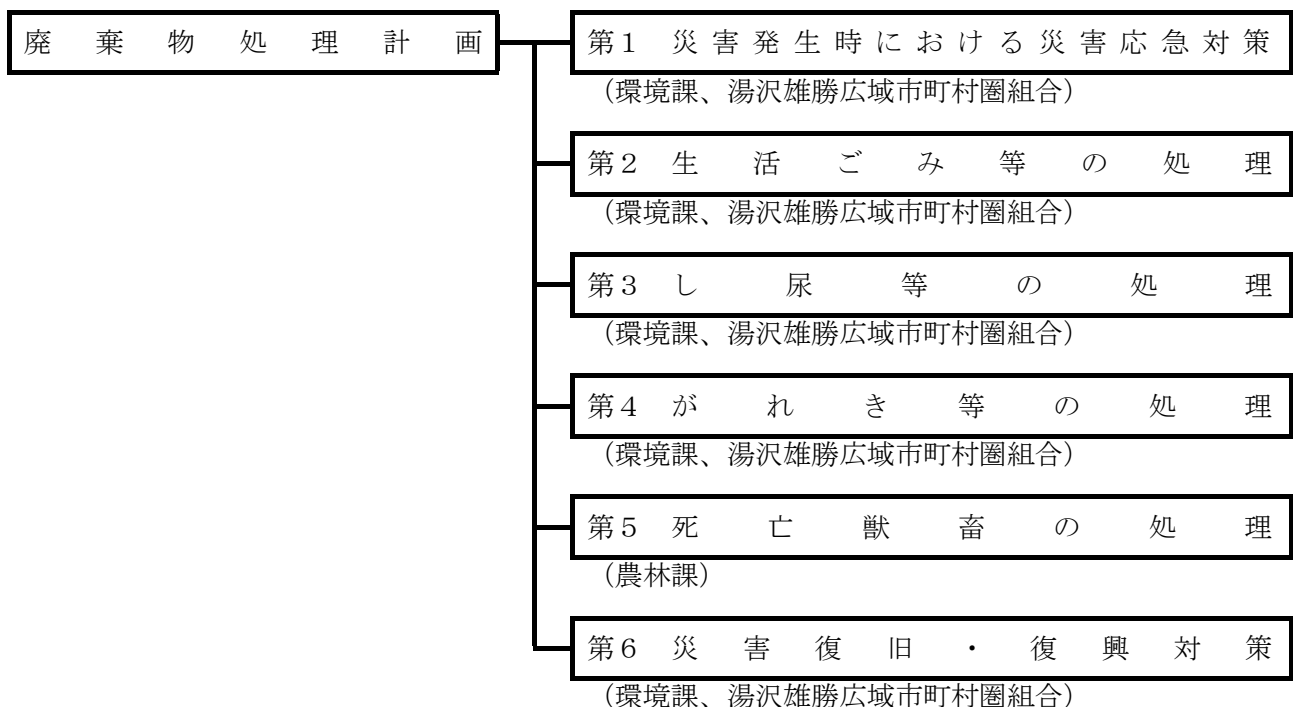 廃棄物処理計画
第１ 災害発生時における災害応急対策
（環境課、湯沢雄勝広域市町村圏組合）
第２ 生活ごみ等の処理
（環境課、湯沢雄勝広域市町村圏組合）
第３ し尿等の処理
（環境課、湯沢雄勝広域市町村圏組合）
第４ がれき等の処理
（環境課、湯沢雄勝広域市町村圏組合）
第５ 死亡獣畜の処理
（農林課）
第６ 災害復旧・復興対策
（環境課、湯沢雄勝広域市町村圏組合）